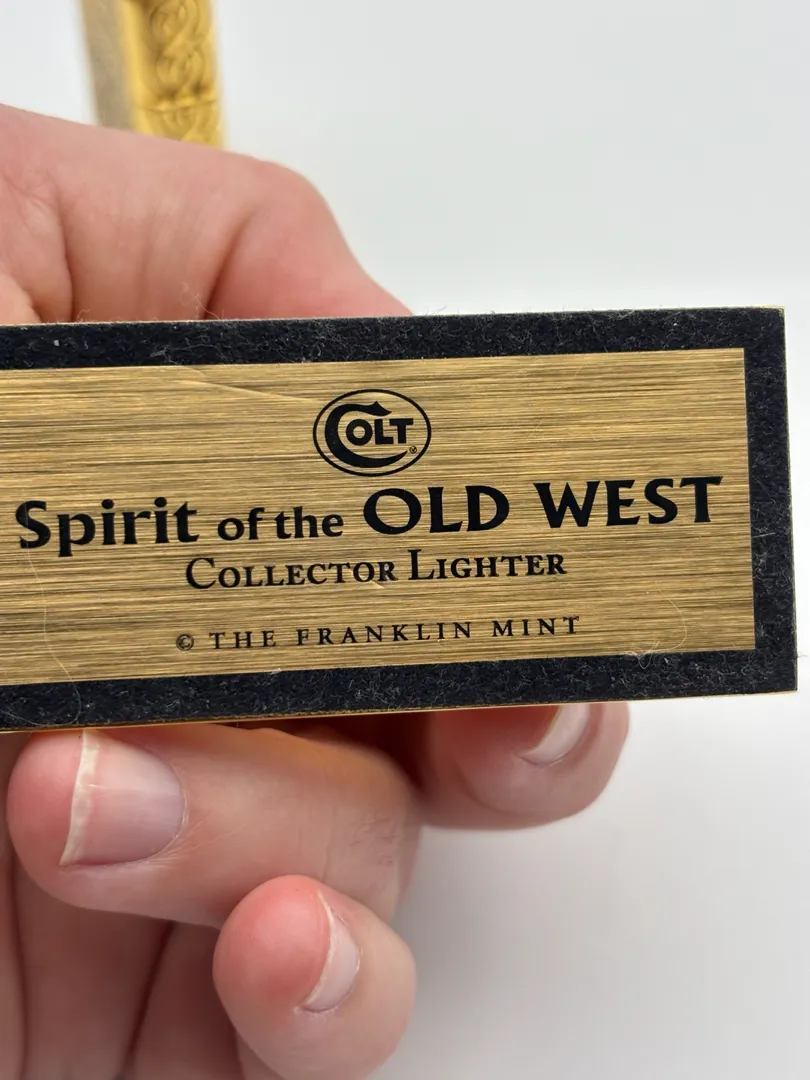 COLT
Spirit of the OLD WEST
COLLECTOR LIGHTER
© THE FRANKLIN MINT